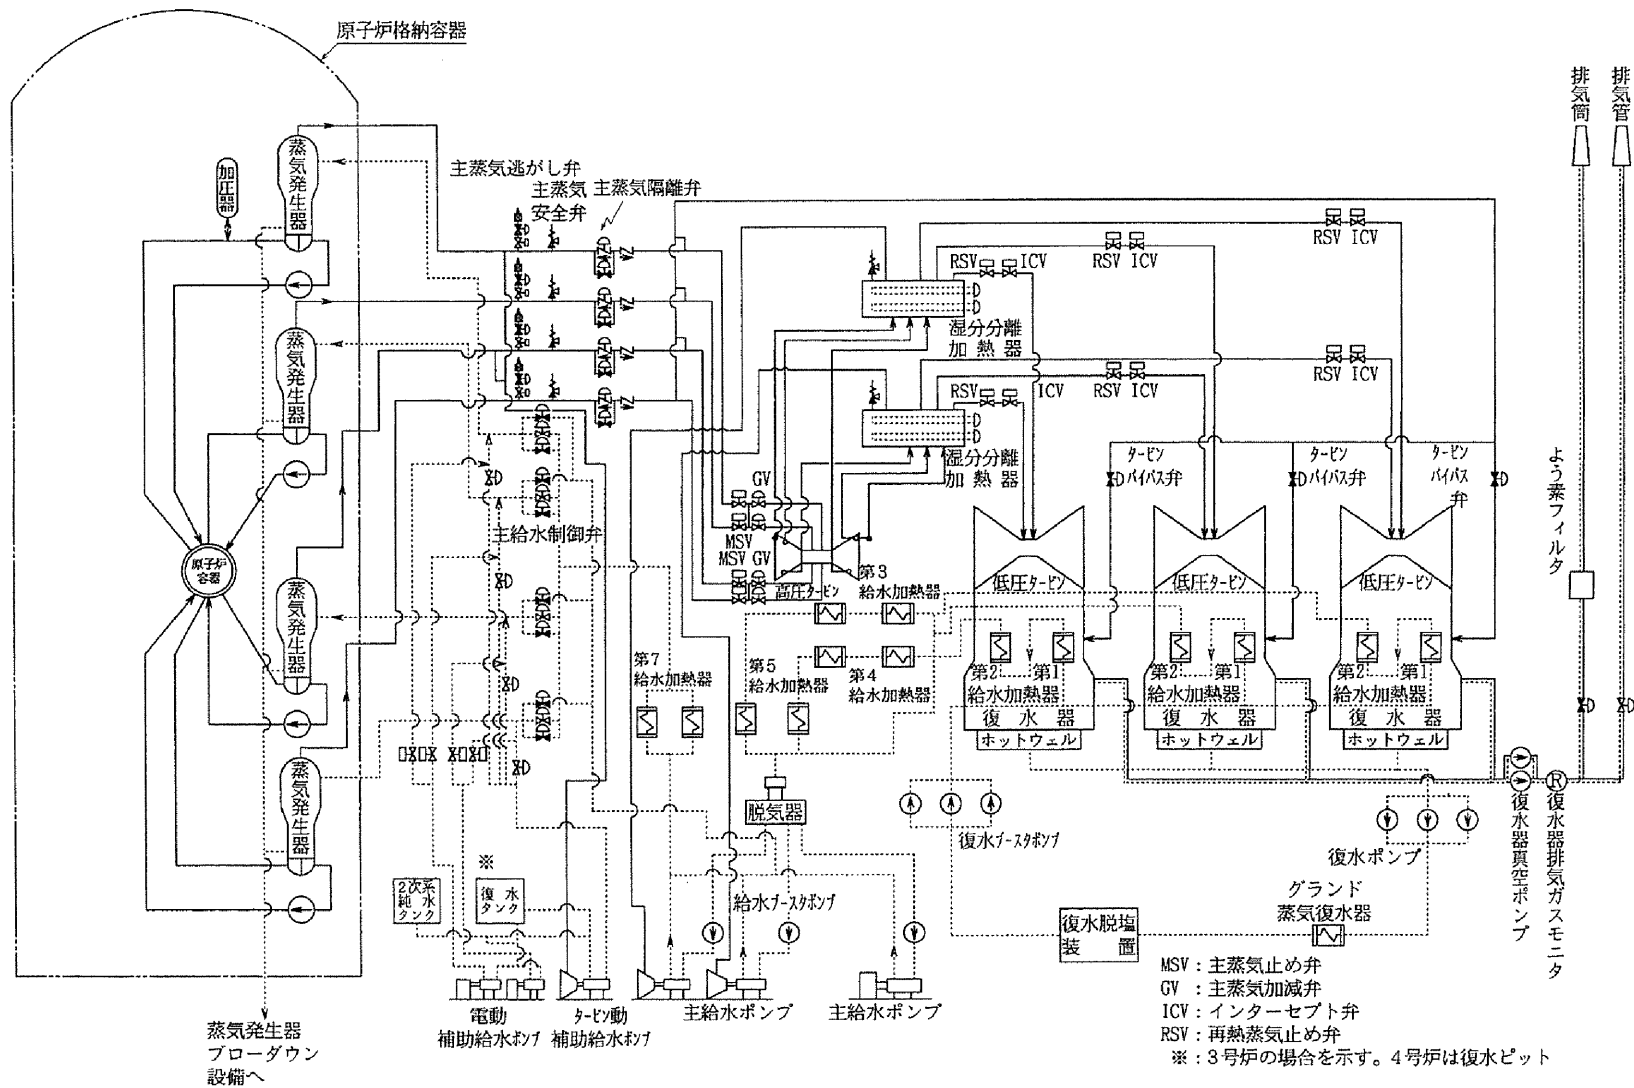 原子炉格納容器
排気筒
排気管
蒸気発生器
加圧器
主蒸気逃がし弁
主蒸気
安全弁
主蒸気隔離弁
RSV ICV
RSV ICV
RSV ICV
湿分分離
加熱器
蒸気発生器
RSV ICV
RSV ICV
RSV ICV
湿分分離
加熱器
タービン
バイパス弁
タービン
バイパス弁
タービン
バイパス
弁
よう素フィルタ
GV
MSV
MSV GV
主給水制御弁
原子炉
容器
高圧タービン
第3
給水加熱器
低圧タービン
低圧タービン
低圧タービン
蒸気発生器
第7
給水加熱器
第5
給水加熱器
第4
給水加熱器
第2 第1
給水加熱器
第2 第1
給水加熱器
第2 第1
給水加熱器
復水器
復水器
復水器
ホットウェル
ホットウェル
ホットウェル
蒸気発生器
脱気器
復水ブースタポンプ
復水ポンプ
R
復水器真空ポンプ
復水器排気ガスモニタ
※
2次系
純水
タンク
復水
タンク
給水ブースタポンプ
復水脱塩
装置
グランド
蒸気復水器
電動
補助給水ポンプ
タービン動
補助給水ポンプ
主給水ポンプ
主給水ポンプ
蒸気発生器
ブローダウン
設備へ
MSV:主蒸気止め弁
GV :主蒸気加減弁
ICV:インターセプト弁
RSV:再熱蒸気止め弁
※:3号炉の場合を示す。4号炉は復水ピット